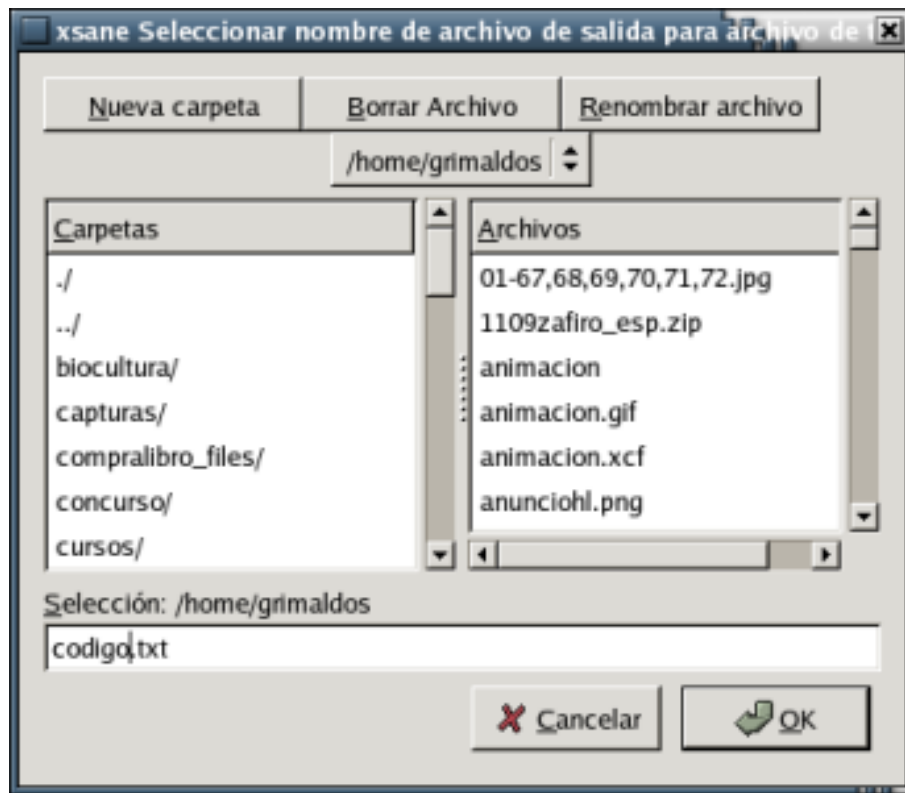 xsane Seleccionar nombre de archivo de salida para archivo de
Nueva carpeta Borrar Archivo Renombrar archivo
/home/grimaldos
Carpetas
./
../
biocultura/
capturas/
compralibro_files/
concurso/
cursos/
Archivos
01-67,68,69,70,71,72.jpg
1109zafiro_esp.zip
animacion
animacion.gif
animacion.xcf
anunciohl.png
Selección: /home/grimaldos
codigo.txt
Cancelar OK